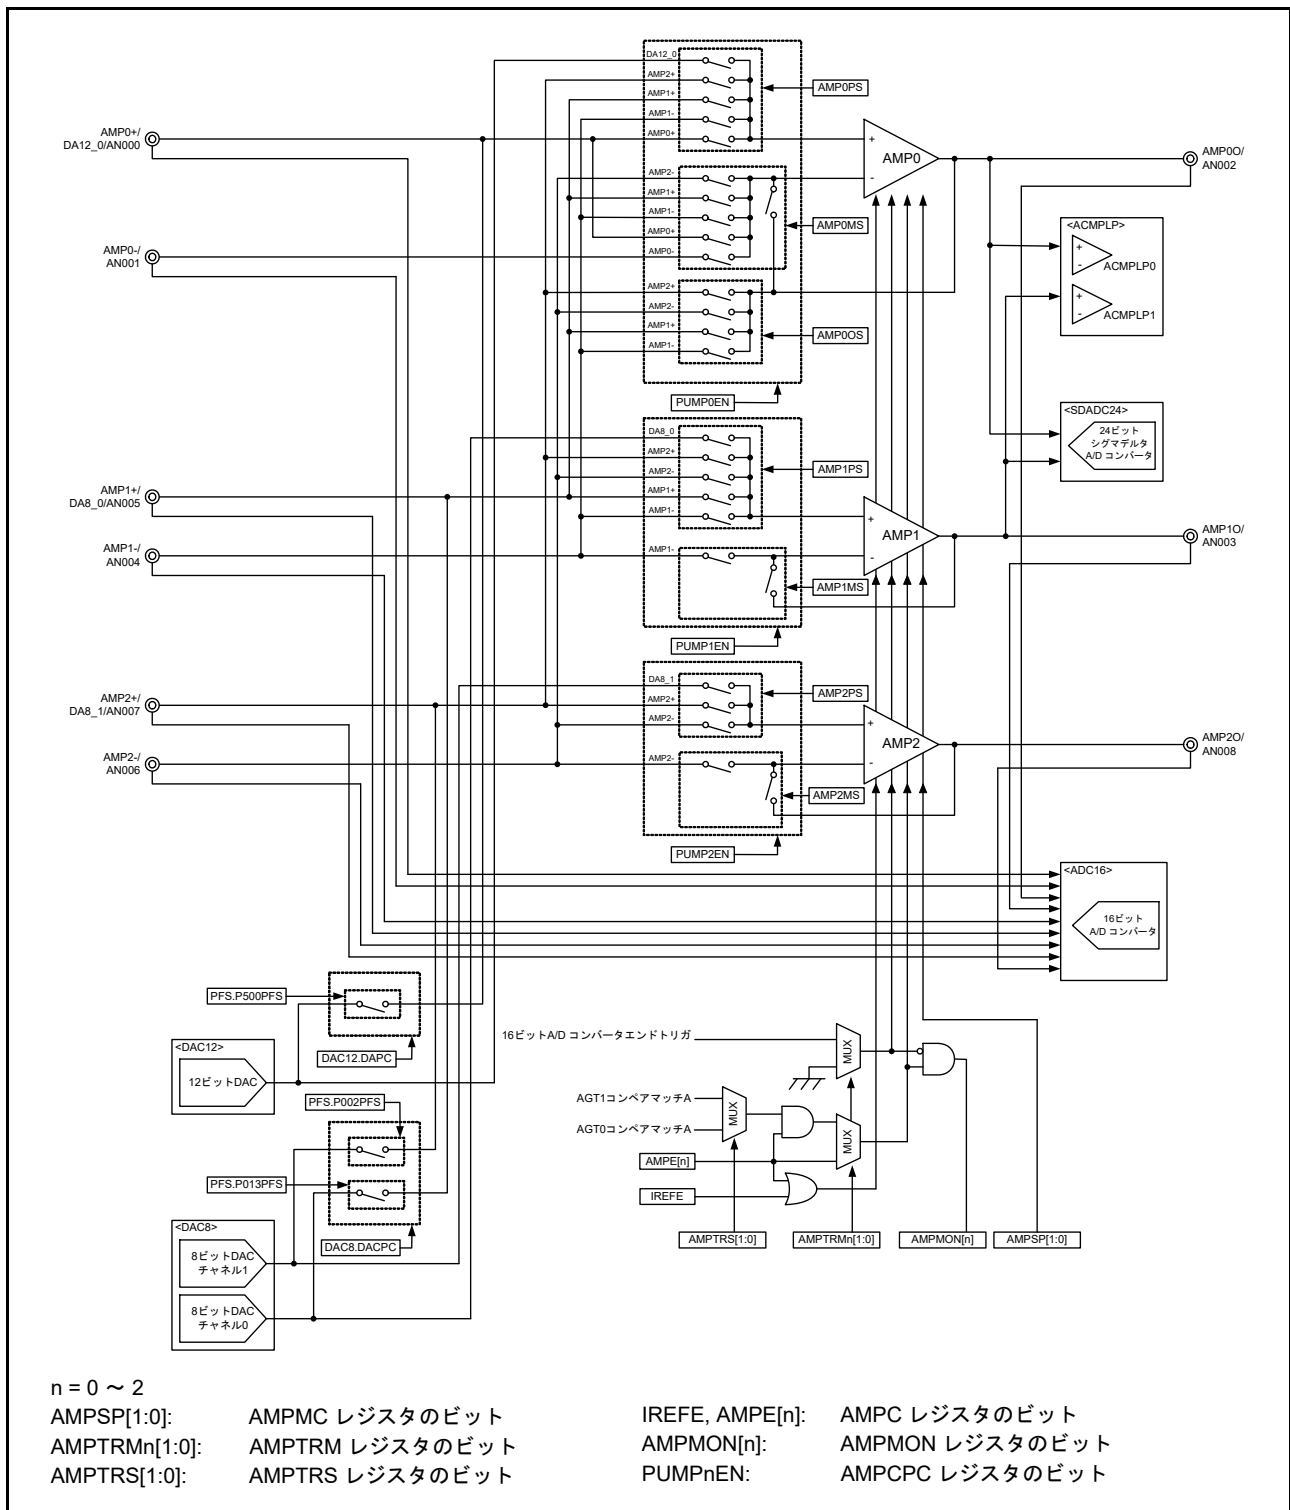 DA12_0
AMP2+
AMP1+
AMP1-
AMP0+
AMP0PS
AMP0+/
DA12_0/AN000
AMP0
+
-
AMP0O/
AN002
AMP2-
AMP1+
AMP1-
AMP0+
AMP0-
AMP0MS
AMP0-/
AN001
<ACMPLP>
+
-
ACMPLP0
+
-
ACMPLP1
AMP2+
AMP2-
AMP1+
AMP1-
AMP0OS
PUMP0EN
<SDADC24>
24ビット
シグマデルタ
A/D コンバータ
DA8_0
AMP2+
AMP2-
AMP1+
AMP1-
AMP1PS
AMP1+/
DA8_0/AN005
AMP1-/
AN004
AMP1
+
-
AMP1O/
AN003
AMP1-
AMP1MS
PUMP1EN
DA8_1
AMP2+
AMP2-
AMP2PS
AMP2+/
DA8_1/AN007
AMP2-/
AN006
AMP2
+
-
AMP2O/
AN008
AMP2-
AMP2MS
PUMP2EN
<ADC16>
16ビット
A/D コンバータ
PFS.P500PFS
DAC12.DAPC
<DAC12>
12ビットDAC
PFS.P002PFS
PFS.P013PFS
DAC8.DACPC
<DAC8>
8ビットDAC
チャネル1
8ビットDAC
チャネル0
16ビットA/D コンバータエンドトリガ
MUX
AGT1コンペアマッチA
AGT0コンペアマッチA
MUX
MUX
AMPE[n]
IREFE
AMPTRS[1:0]
AMPTRMn[1:0]
AMPMON[n]
AMPSP[1:0]
n = 0 ～ 2
AMPSP[1:0]: AMPMC レジスタのビット
AMPTRMn[1:0]: AMPTRM レジスタのビット
AMPTRS[1:0]: AMPTRS レジスタのビット
IREFE, AMPE[n]: AMPC レジスタのビット
AMPMON[n]: AMPMON レジスタのビット
PUMPnEN: AMPCPC レジスタのビット